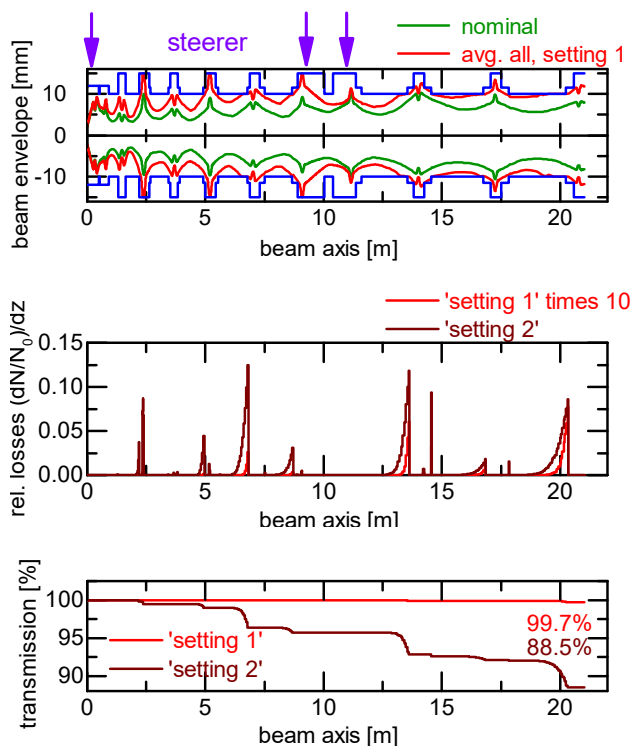 steerer
nominal
avg. all, setting 1
beam envelope [mm]
10
0
-10
0 5 10 15 20
beam axis [m]
'setting 1' times 10
'setting 2'
rel. losses (dN/N0)/dz
0.15
0.10
0.05
0.00
0 5 10 15 20
beam axis [m]
transmission [%]
100
95
90
'setting 1'
'setting 2'
99.7%
88.5%
0 5 10 15 20
beam axis [m]